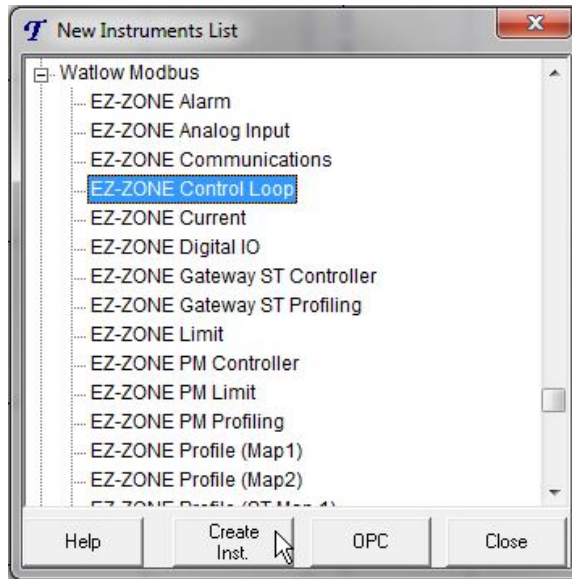 T New Instruments List
Watlow Modbus
EZ-ZONE Alarm
EZ-ZONE Analog Input
EZ-ZONE Communications
EZ-ZONE Control Loop
EZ-ZONE Current
EZ-ZONE Digital IO
EZ-ZONE Gateway ST Controller
EZ-ZONE Gateway ST Profiling
EZ-ZONE Limit
EZ-ZONE PM Controller
EZ-ZONE PM Limit
EZ-ZONE PM Profiling
EZ-ZONE Profile (Map1)
EZ-ZONE Profile (Map2)
Help
Create
Inst.
OPC
Close